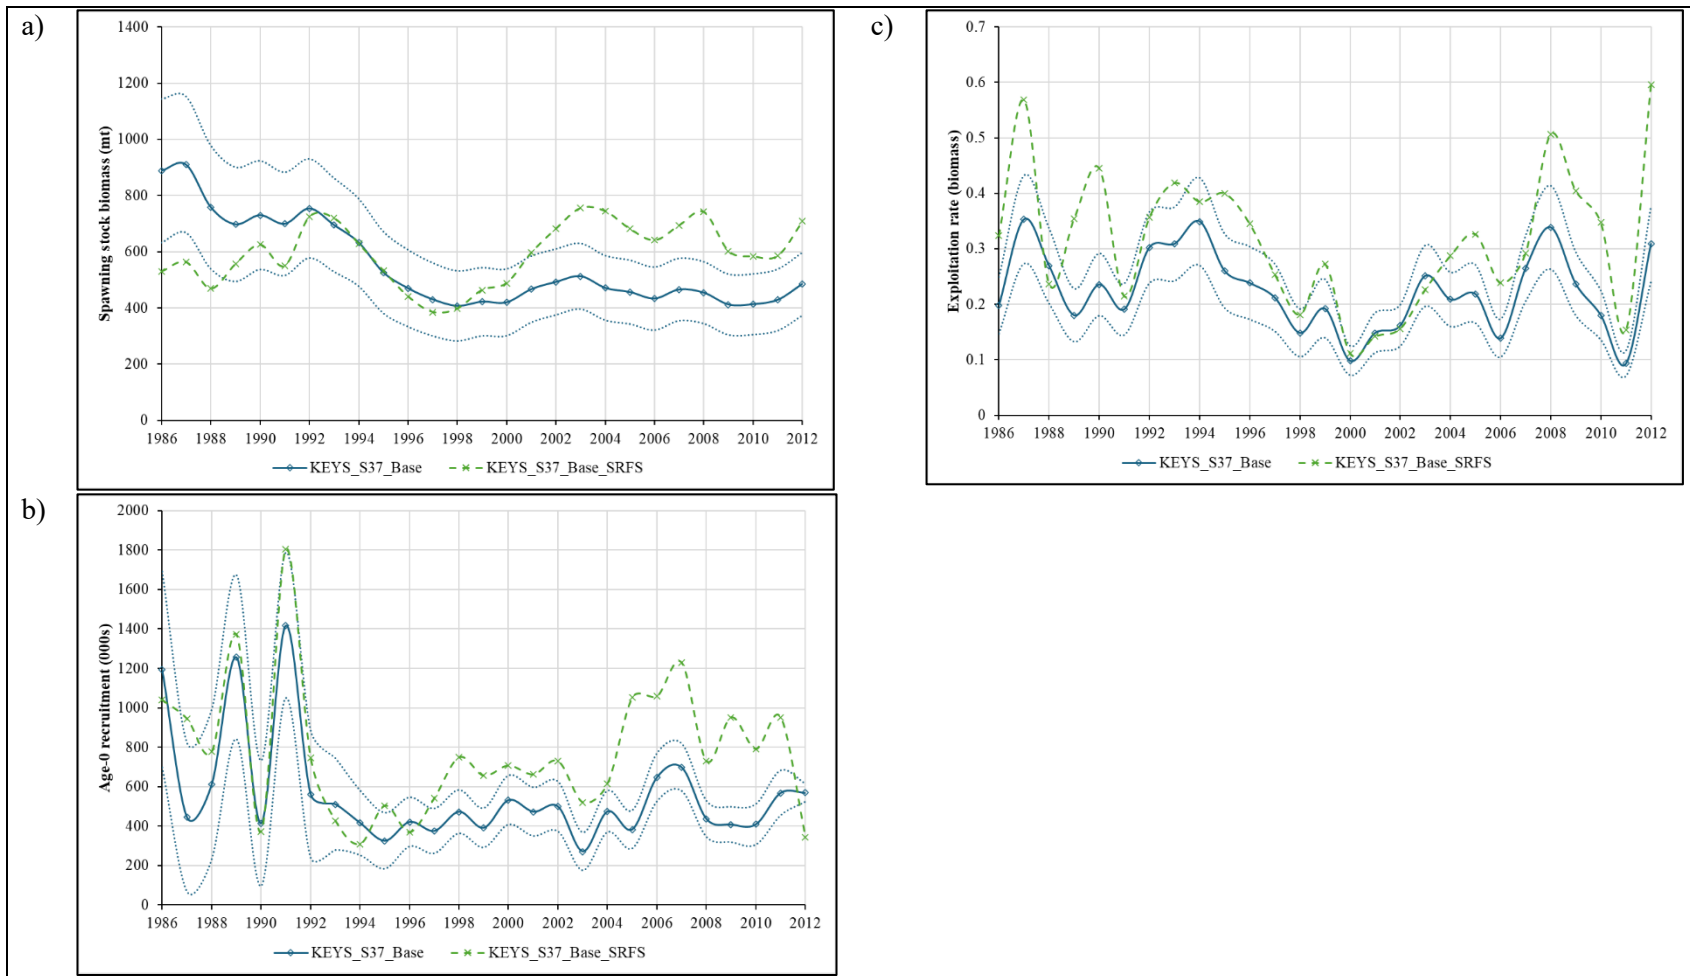 a)
1400
1200
1000
800
600
400
200
0
Spawning stock biomass (mt)
1986 1988 1990 1992 1994 1996 1998 2000 2002 2004 2006 2008 2010 2012
KEYS_S37_Base KEYS_S37_Base_SRFS
c)
0.7
0.6
0.5
0.4
0.3
0.2
0.1
0
Exploitation rate (biomass)
1986 1988 1990 1992 1994 1996 1998 2000 2002 2004 2006 2008 2010 2012
KEYS_S37_Base KEYS_S37_Base_SRFS
b)
2000
1800
1600
1400
1200
1000
800
600
400
200
0
Age-0 recruitment (000s)
1986 1988 1990 1992 1994 1996 1998 2000 2002 2004 2006 2008 2010 2012
KEYS_S37_Base KEYS_S37_Base_SRFS